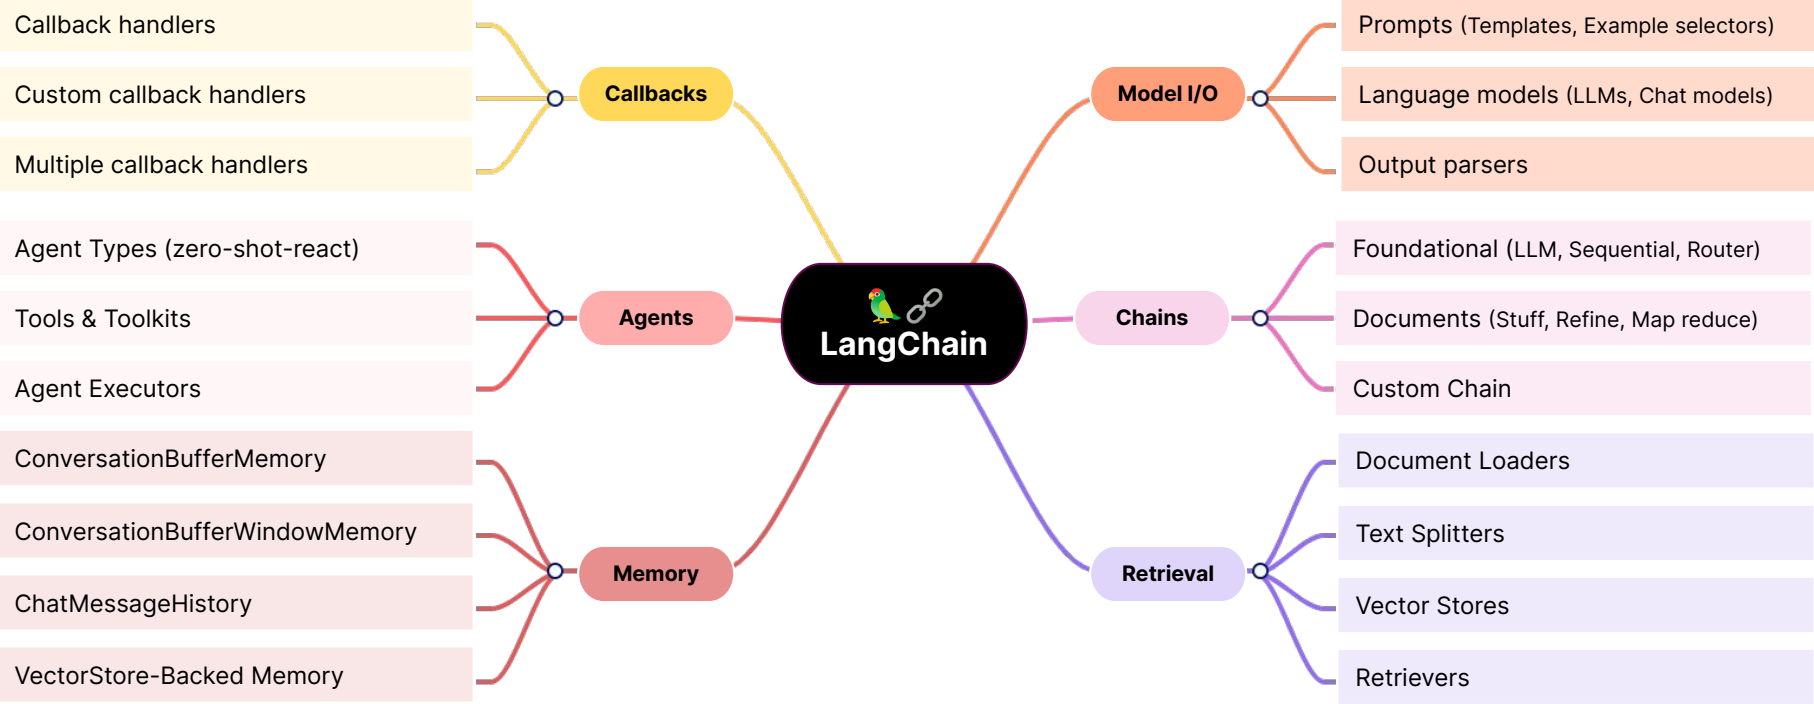 Callback handlers
Custom callback handlers
Multiple callback handlers
Callbacks
Agent Types (zero-shot-react)
Tools & Toolkits
Agent Executors
Agents
ConversationBufferMemory
ConversationBufferWindowMemory
ChatMessageHistory
VectorStore-Backed Memory
Memory
LangChain
Model I/O
Prompts (Templates, Example selectors)
Language models (LLMs, Chat models)
Output parsers
Chains
Foundational (LLM, Sequential, Router)
Documents (Stuff, Refine, Map reduce)
Custom Chain
Retrieval
Document Loaders
Text Splitters
Vector Stores
Retrievers